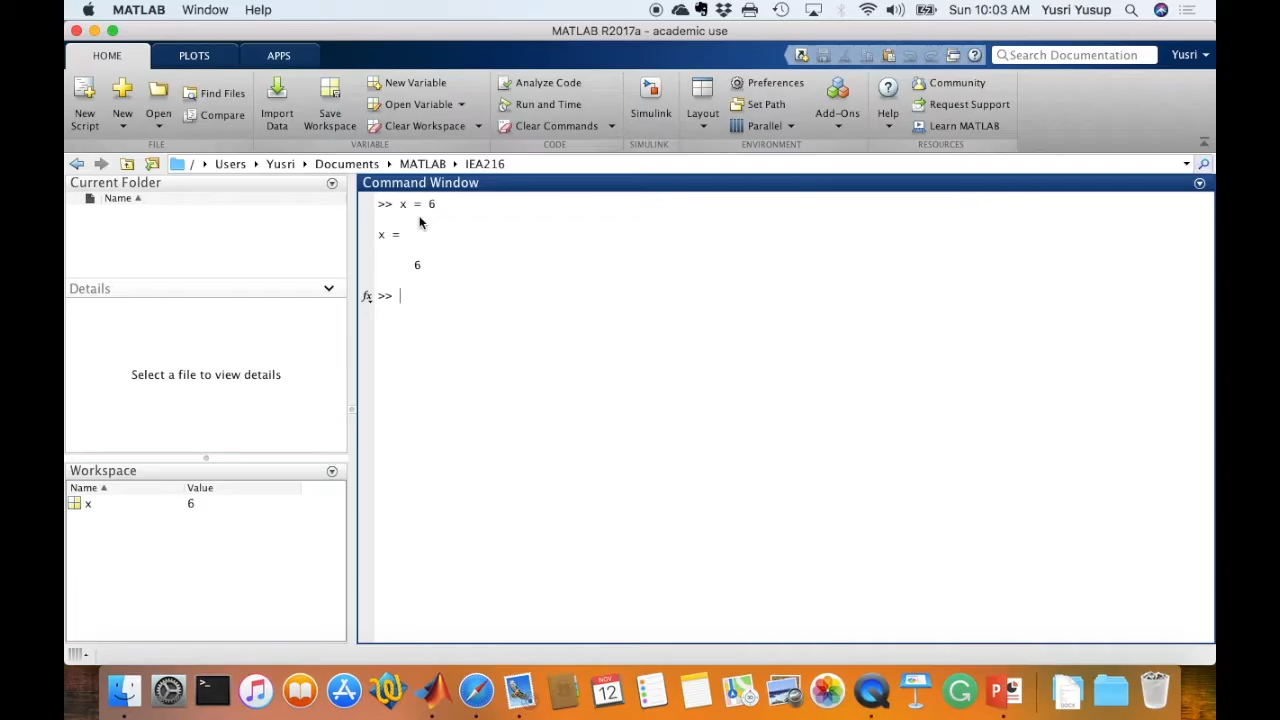 MATLAB Window Help Sun 10:03 AM Yusri Yusup
MATLAB R2017a - academic use
HOME PLOTS APPS Search Documentation Yusri
New Script New Open Find Files Compare Import Data Save Workspace New Variable Open Variable Clear Workspace Analyze Code Run and Time Clear Commands Simulink Layout Preferences Set Path Parallel Add-Ons Help Community Request Support Learn MATLAB
FILE VARIABLE CODE SIMULINK ENVIRONMENT RESOURCES
/ Users Yusri Documents MATLAB IEA216
Current Folder
Name
Details
Select a file to view details
Workspace
Name Value
x 6
Command Window
>> x = 6
x =
6
fx >>
NOV
12
DOCX